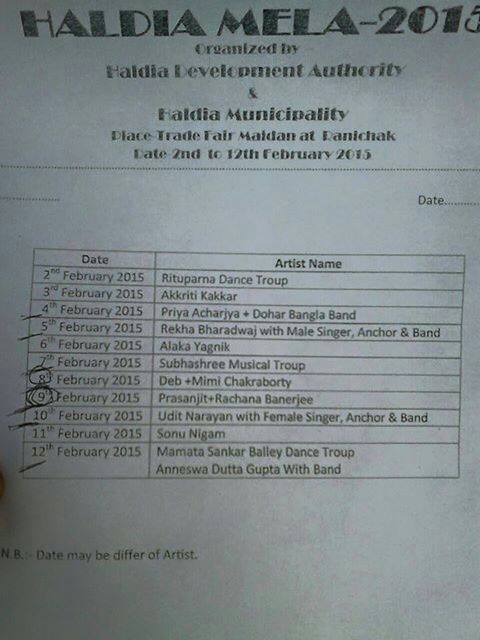 HALDIA MELA-2015
Organized by
Haldia Development Authority
&
Haldia Municipality
Place-Trade Fair Maidan at Ranichak
Date-2nd to 12th February 2015
Date.........
Date Artist Name
2nd February 2015 Rituparna Dance Troup
3rd February 2015 Akkriti Kakkar
4th February 2015 Priya Acharjya + Dohar Bangla Band
5th February 2015 Rekha Bharadwaj with Male Singer, Anchor & Band
6th February 2015 Alaka Yagnik
7th February 2015 Subhashree Musical Troup
8th February 2015 Deb +Mimi Chakraborty
9th February 2015 Prasanjit+Rachana Banerjee
10th February 2015 Udit Narayan with Female Singer, Anchor & Band
11th February 2015 Sonu Nigam
12th February 2015 Mamata Sankar Balley Dance Troup
Anneswa Dutta Gupta With Band
N.B.:- Date may be differ of Artist.